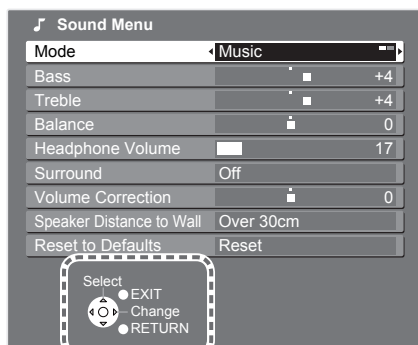 Sound Menu
Mode Music
Bass +4
Treble +4
Balance 0
Headphone Volume 17
Surround Off
Volume Correction 0
Speaker Distance to Wall Over 30cm
Reset to Defaults Reset
Select
EXIT
Change
RETURN